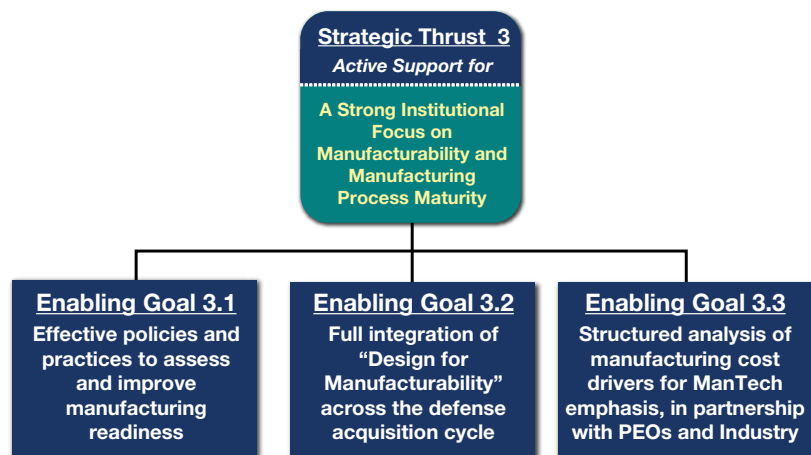 Strategic Thrust 3
Active Support for
A Strong Institutional
Focus on
Manufacturability and
Manufacturing
Process Maturity
Enabling Goal 3.1
Effective policies and
practices to assess
and improve
manufacturing
readiness
Enabling Goal 3.2
Full integration of
“Design for
Manufacturability”
across the defense
acquisition cycle
Enabling Goal 3.3
Structured analysis of
manufacturing cost
drivers for ManTech
emphasis, in partnership
with PEOs and Industry